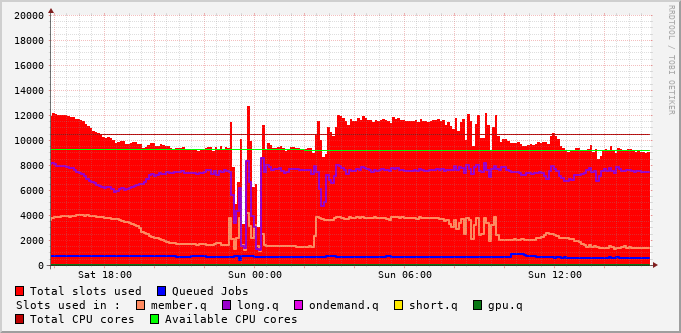 20000
18000
16000
14000
12000
10000
8000
6000
4000
2000
0
Sat 18:00 Sun 00:00 Sun 06:00 Sun 12:00
Total slots used Queued Jobs
Slots used in : member.q long.q ondemand.q short.q gpu.q
Total CPU cores Available CPU cores
RRDTOOL / TOBI OETIKER